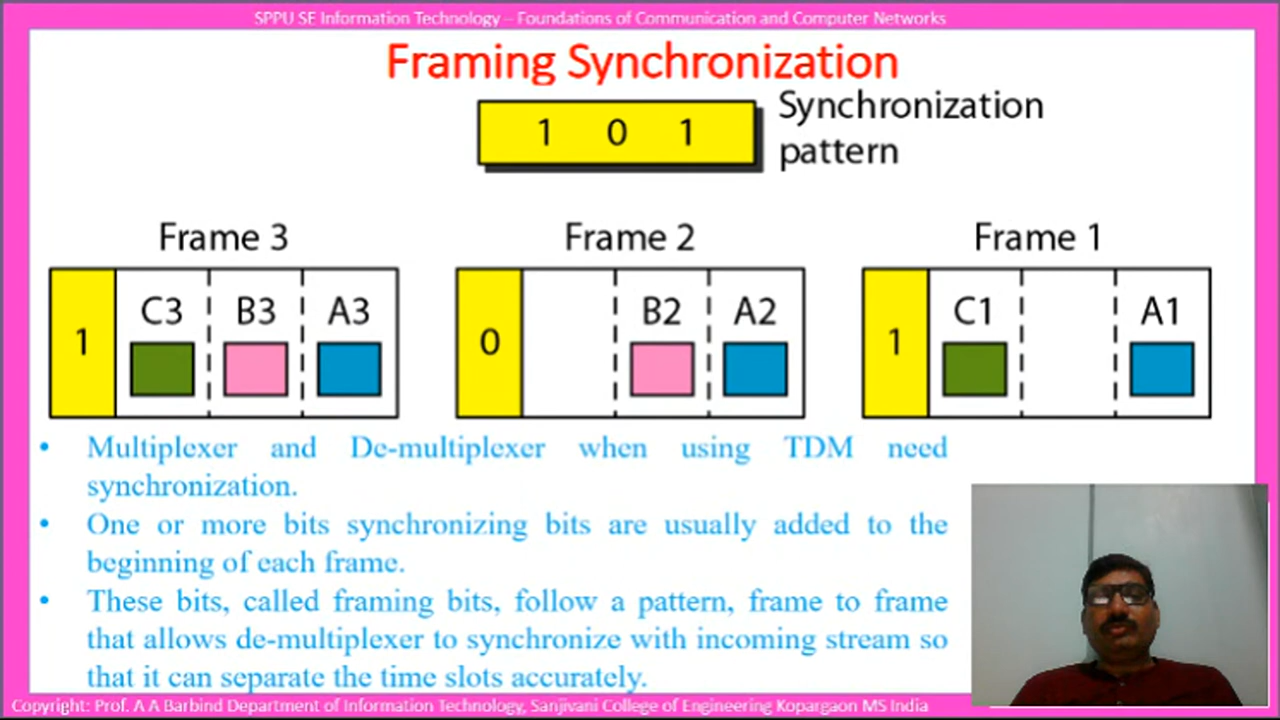 SPPU SE Information Technology – Foundations of Communication and Computer Networks
Framing Synchronization
1 0 1
Synchronization
pattern
Frame 3
Frame 2
Frame 1
1 C3 B3 A3
0 B2 A2
1 C1 A1
• Multiplexer and De-multiplexer when using TDM need
synchronization.
• One or more bits synchronizing bits are usually added to the
beginning of each frame.
• These bits, called framing bits, follow a pattern, frame to frame
that allows de-multiplexer to synchronize with incoming stream so
that it can separate the time slots accurately.
Copyright: Prof. A A Barbind Department of Information Technology, Sanjivani College of Engineering Kopargaon MS India